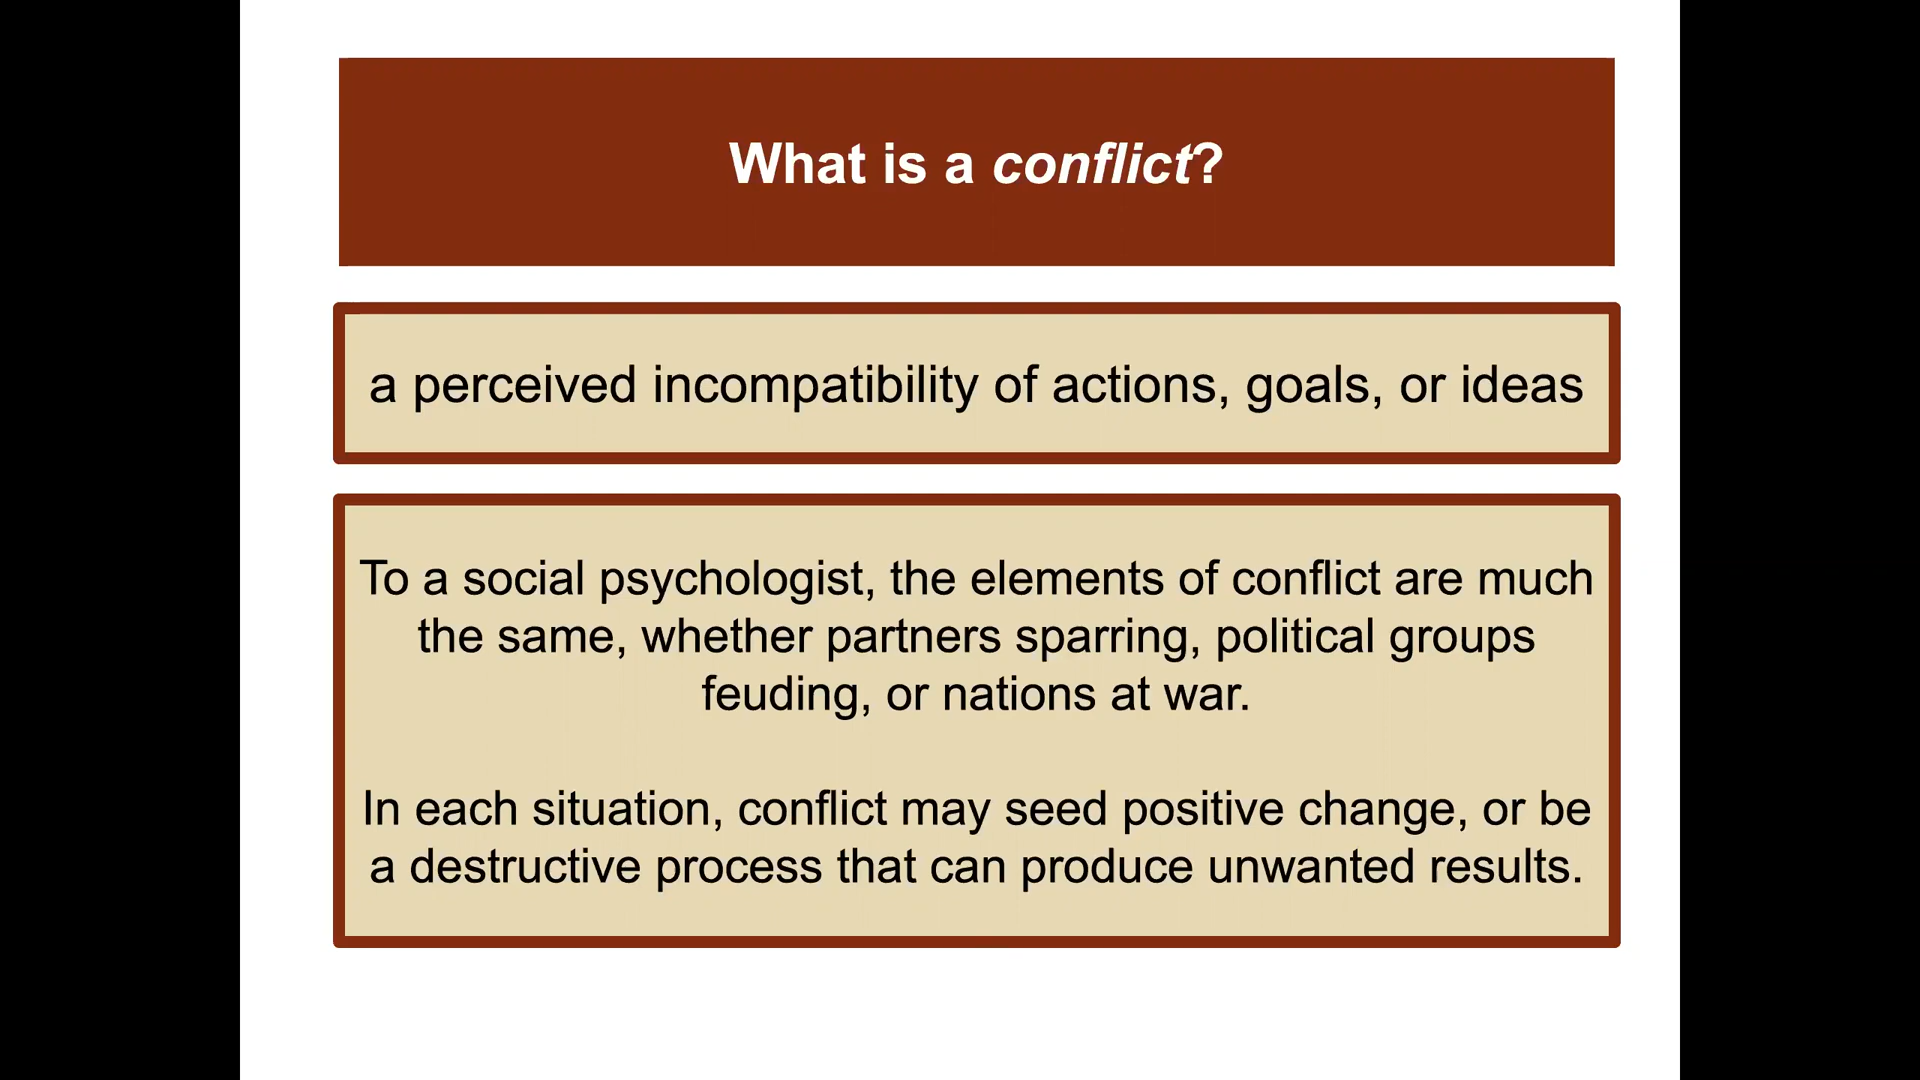 What is a conflict?
a perceived incompatibility of actions, goals, or ideas
To a social psychologist, the elements of conflict are much
the same, whether partners sparring, political groups
feuding, or nations at war.
In each situation, conflict may seed positive change, or be
a destructive process that can produce unwanted results.